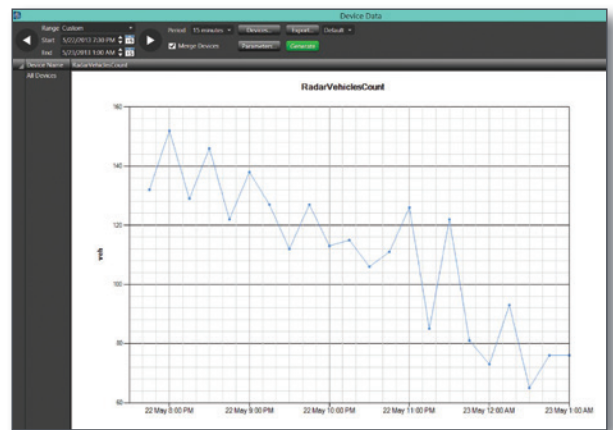 Device Data
Range Custom
Period 15 minutes Devices... Export... Default
Start 5/22/2013 7:30 PM
End 5/23/2013 1:00 AM
Merge Devices Parameters... Generate
Device Name RadarVehiclesCount
All Devices
RadarVehiclesCount
160
140
120
100
80
60
veh
22 May 8:00 PM 22 May 9:00 PM 22 May 10:00 PM 22 May 11:00 PM 23 May 12:00 AM 23 May 1:00 AM